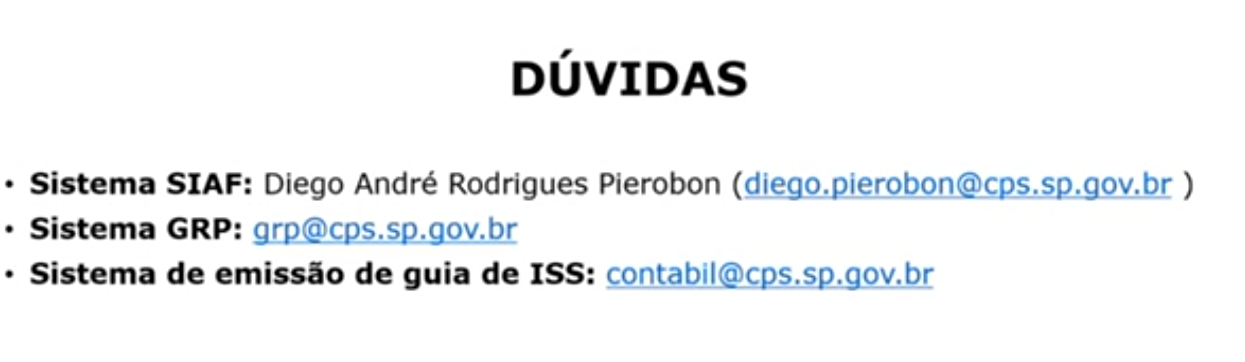 DÚVIDAS
• Sistema SIAF: Diego André Rodrigues Pierobon (diego.pierobon@cps.sp.gov.br )
• Sistema GRP: grp@cps.sp.gov.br
• Sistema de emissão de guia de ISS: contabil@cps.sp.gov.br